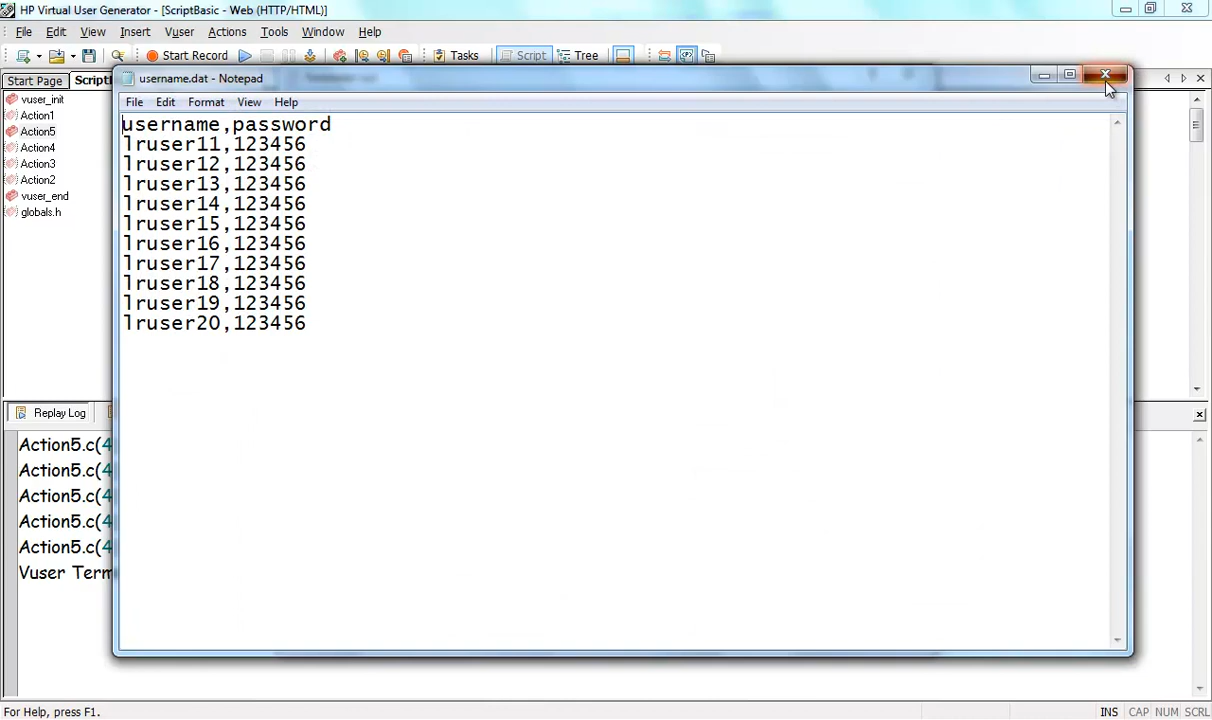 HP Virtual User Generator - [ScriptBasic - Web (HTTP/HTML)]
File Edit View Insert Vuser Actions Tools Window Help
Start Record Tasks Script Tree
Start Page
username.dat - Notepad
File Edit Format View Help
vuser_init
Action1
Action5
Action4
Action3
Action2
vuser_end
globals.h
username,password
lruser11,123456
lruser12,123456
lruser13,123456
lruser14,123456
lruser15,123456
lruser16,123456
lruser17,123456
lruser18,123456
lruser19,123456
lruser20,123456
Replay Log
Action5.c(4
Action5.c(4
Action5.c(4
Action5.c(4
Action5.c(4
Vuser Term
For Help, press F1.
INS CAP NUM SCRL